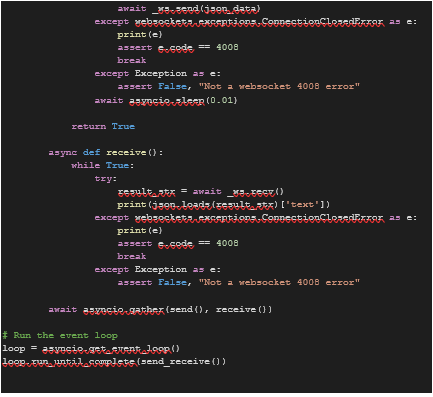 await _ws.send(json_data)
except websockets.exceptions.ConnectionClosedError as e:
print(e)
assert e.code == 4008
break
except Exception as e:
assert False, "Not a websocket 4008 error"
await asyncio.sleep(0.01)
return True
async def receive():
while True:
try:
result_str = await _ws.recv()
print(json.loads(result_str)['text'])
except websockets.exceptions.ConnectionClosedError as e:
print(e)
assert e.code == 4008
break
except Exception as e:
assert False, "Not a websocket 4008 error"
await asyncio.gather(send(), receive())
# Run the event loop
loop = asyncio.get_event_loop()
loop.run_until_complete(send_receive())